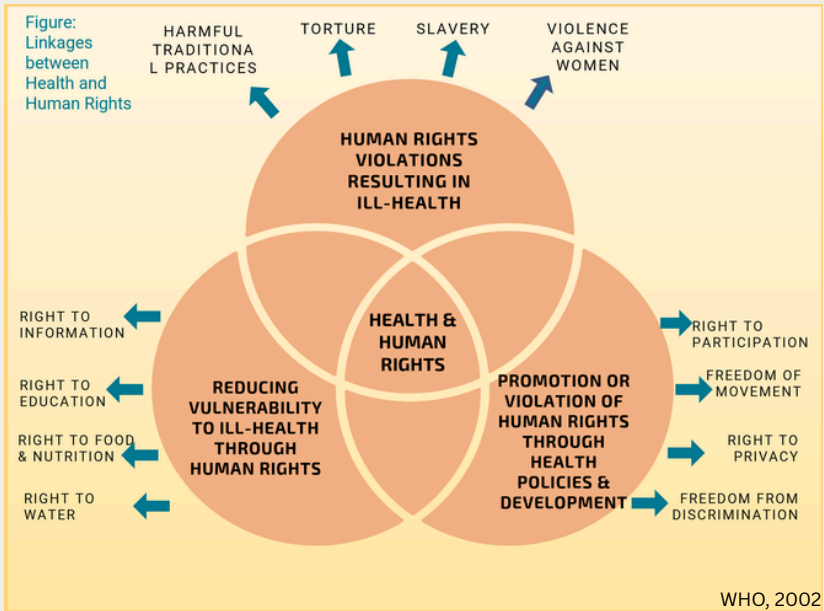 Figure:
Linkages
between
Health and
Human Rights
HARMFUL
TRADITIONA
L PRACTICES
TORTURE
SLAVERY
VIOLENCE
AGAINST
WOMEN
HUMAN RIGHTS
VIOLATIONS
RESULTING IN
ILL-HEALTH
HEALTH &
HUMAN
RIGHTS
RIGHT TO
INFORMATION
RIGHT TO
EDUCATION
RIGHT TO FOOD
& NUTRITION
RIGHT TO
WATER
REDUCING
VULNERABILITY
TO ILL-HEALTH
THROUGH
HUMAN RIGHTS
PROMOTION OR
VIOLATION OF
HUMAN RIGHTS
THROUGH
HEALTH
POLICIES &
DEVELOPMENT
RIGHT TO
PARTICIPATION
FREEDOM OF
MOVEMENT
RIGHT TO
PRIVACY
FREEDOM FROM
DISCRIMINATION
WHO, 2002